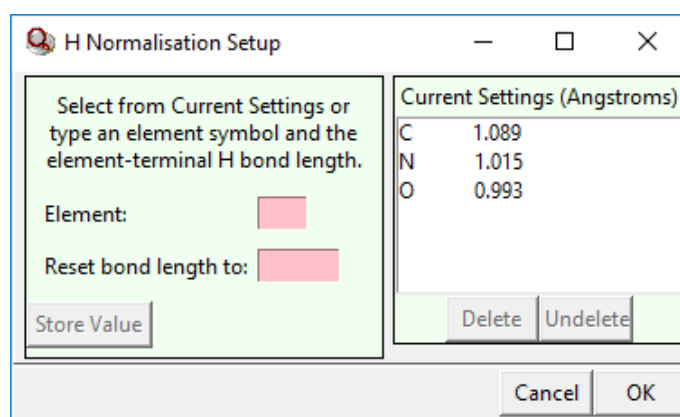 H Normalisation Setup
Select from Current Settings or
type an element symbol and the
element-terminal H bond length.
Element:
Reset bond length to:
Store Value
Current Settings (Angstroms)
C 1.089
N 1.015
O 0.993
Delete Undelete
Cancel OK